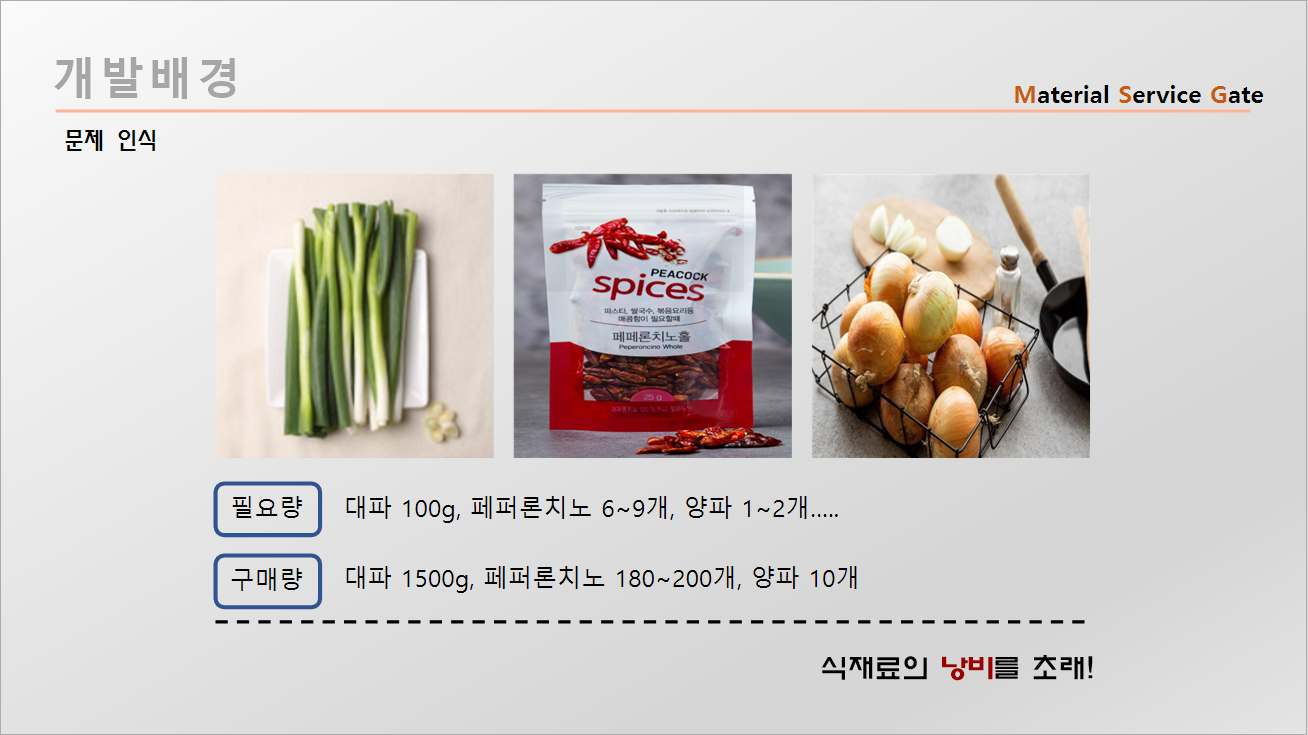 개발배경
Material Service Gate
문제 인식
PEACOCK
spices
파스타, 쌀국수, 볶음요리등
매콤함이 필요할때
페페론치노홀
Peperoncino Whole
25 g
필요량 대파 100g, 페퍼론치노 6~9개, 양파 1~2개.....
구매량 대파 1500g, 페퍼론치노 180~200개, 양파 10개
식재료의 낭비를 초래!